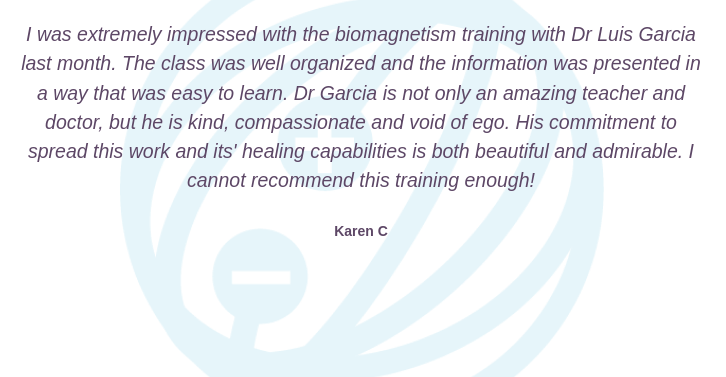 I was extremely impressed with the biomagnetism training with Dr Luis Garcia
last month. The class was well organized and the information was presented in
a way that was easy to learn. Dr Garcia is not only an amazing teacher and
doctor, but he is kind, compassionate and void of ego. His commitment to
spread this work and its' healing capabilities is both beautiful and admirable. I
cannot recommend this training enough!
Karen C